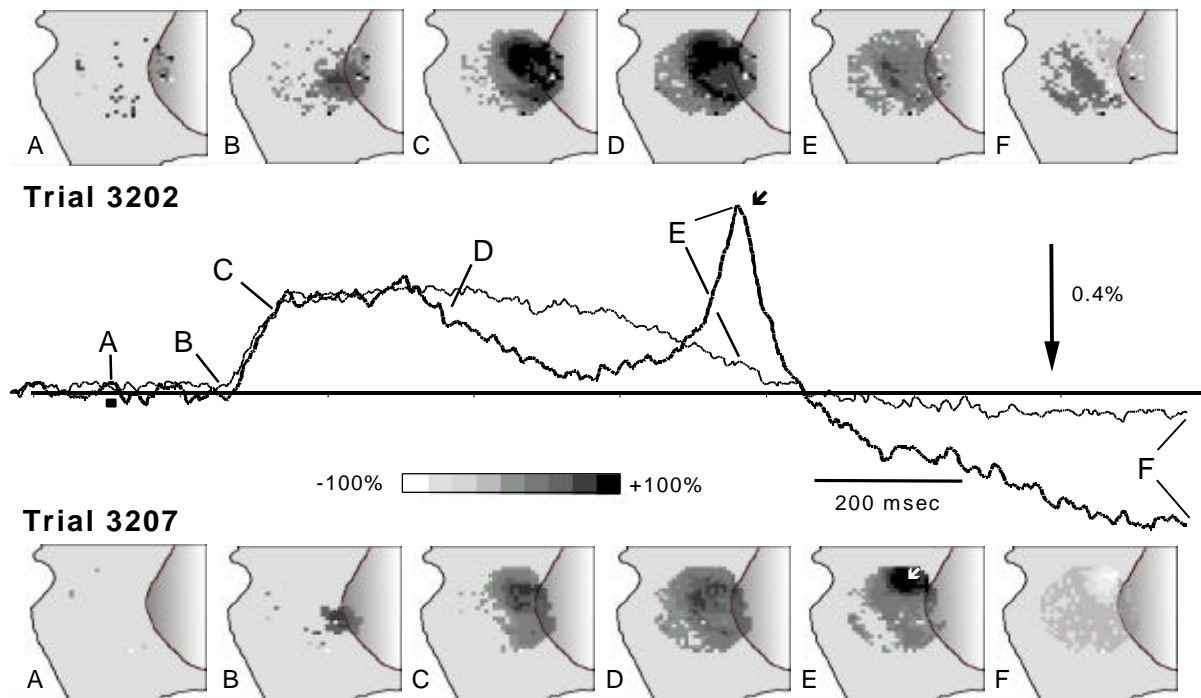 A B C D E F
Trial 3202
A B C D E
0.4%
F
-100% +100%
200 msec
Trial 3207
A B C D E F